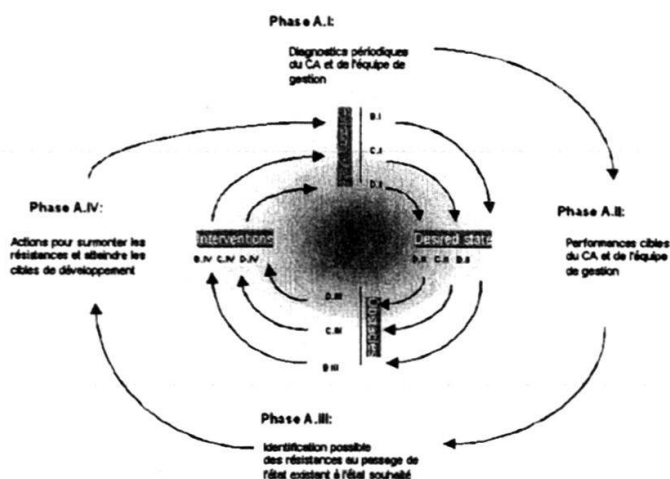 Phase A.I:
Diagnostics périodiques
du CA et de l'équipe de
gestion
B.I
C.II
D.II
Phase A.IV:
Actions pour surmonter les
résistances et atteindre les
cibles de développement
Interventions
B.IV C.IV D.IV
Desired state
D.II C.II B.II
Phase A.II:
Performances cibles
du CA et de l'équipe
de gestion
D.III
C.III
B.III
Obstacles
Phase A.III:
Identification possible
des résistances au passage de
l'état existant à l'état souhaité